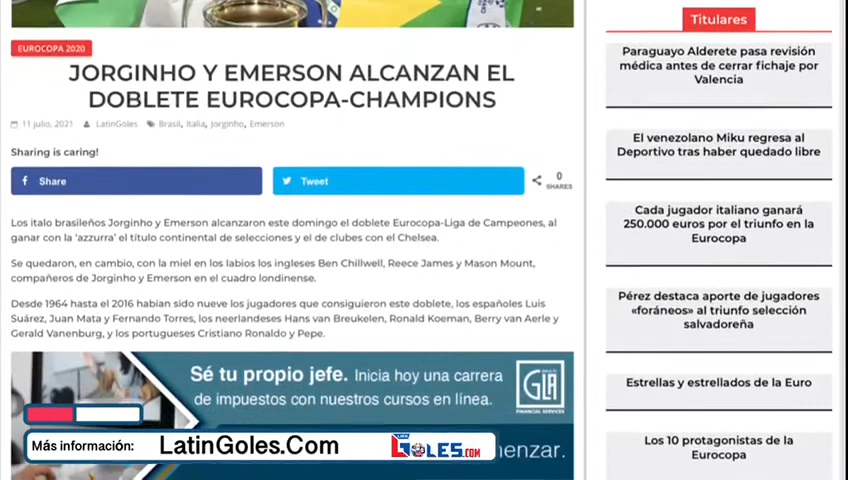 EUROCOPA 2020
JORGINHO Y EMERSON ALCANZAN EL
DOBLETE EUROCOPA-CHAMPIONS
11 julio, 2021 LatinGoles Brasil, Italia, Jorginho, Emerson
Sharing is caring!
Share
Tweet
0
SHARES
Los italo brasileños Jorginho y Emerson alcanzaron este domingo el doblete Eurocopa-Liga de Campeones, al
ganar con la 'azzurra' el título continental de selecciones y el de clubes con el Chelsea.
Se quedaron, en cambio, con la miel en los labios los ingleses Ben Chillwell, Reece James y Mason Mount,
compañeros de Jorginho y Emerson en el cuadro londinense.
Desde 1964 hasta el 2016 habían sido nueve los jugadores que consiguieron este doblete, los españoles Luis
Suárez, Juan Mata y Fernando Torres, los neerlandeses Hans van Breukelen, Ronald Koeman, Berry van Aerle y
Gerald Vanenburg, y los portugueses Cristiano Ronaldo y Pepe.
Sé tu propio jefe. Inicia hoy una carrera
de impuestos con nuestros cursos en línea.
GLA
FINANCIAL SERVICES
menzar.
Más información: LatinGoles.Com
GOLES.COM
Titulares
Paraguayo Alderete pasa revisión
médica antes de cerrar fichaje por
Valencia
El venezolano Miku regresa al
Deportivo tras haber quedado libre
Cada jugador italiano ganará
250.000 euros por el triunfo en la
Eurocopa
Pérez destaca aporte de jugadores
«foráneos» al triunfo selección
salvadoreña
Estrellas y estrellados de la Euro
Los 10 protagonistas de la
Eurocopa